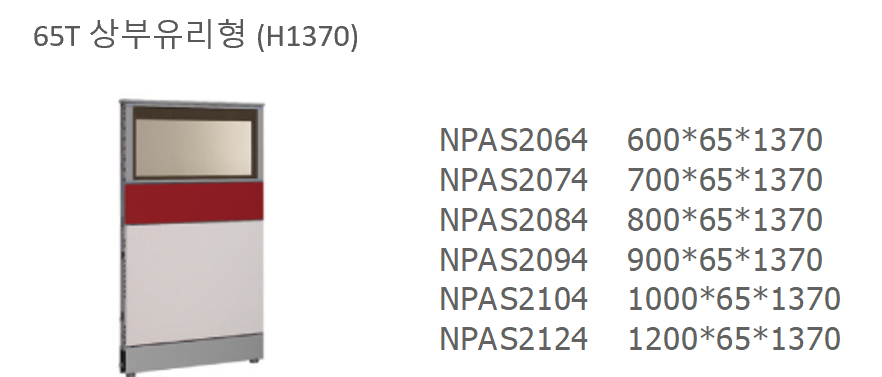 65T 상부유리형 (H1370)
NPAS2064 600*65*1370
NPAS2074 700*65*1370
NPAS2084 800*65*1370
NPAS2094 900*65*1370
NPAS2104 1000*65*1370
NPAS2124 1200*65*1370